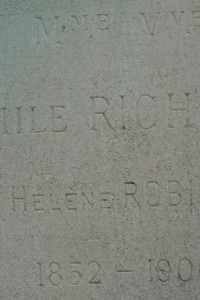 MME VVE
MILE RICH
HELENE ROBI
1852 - 190